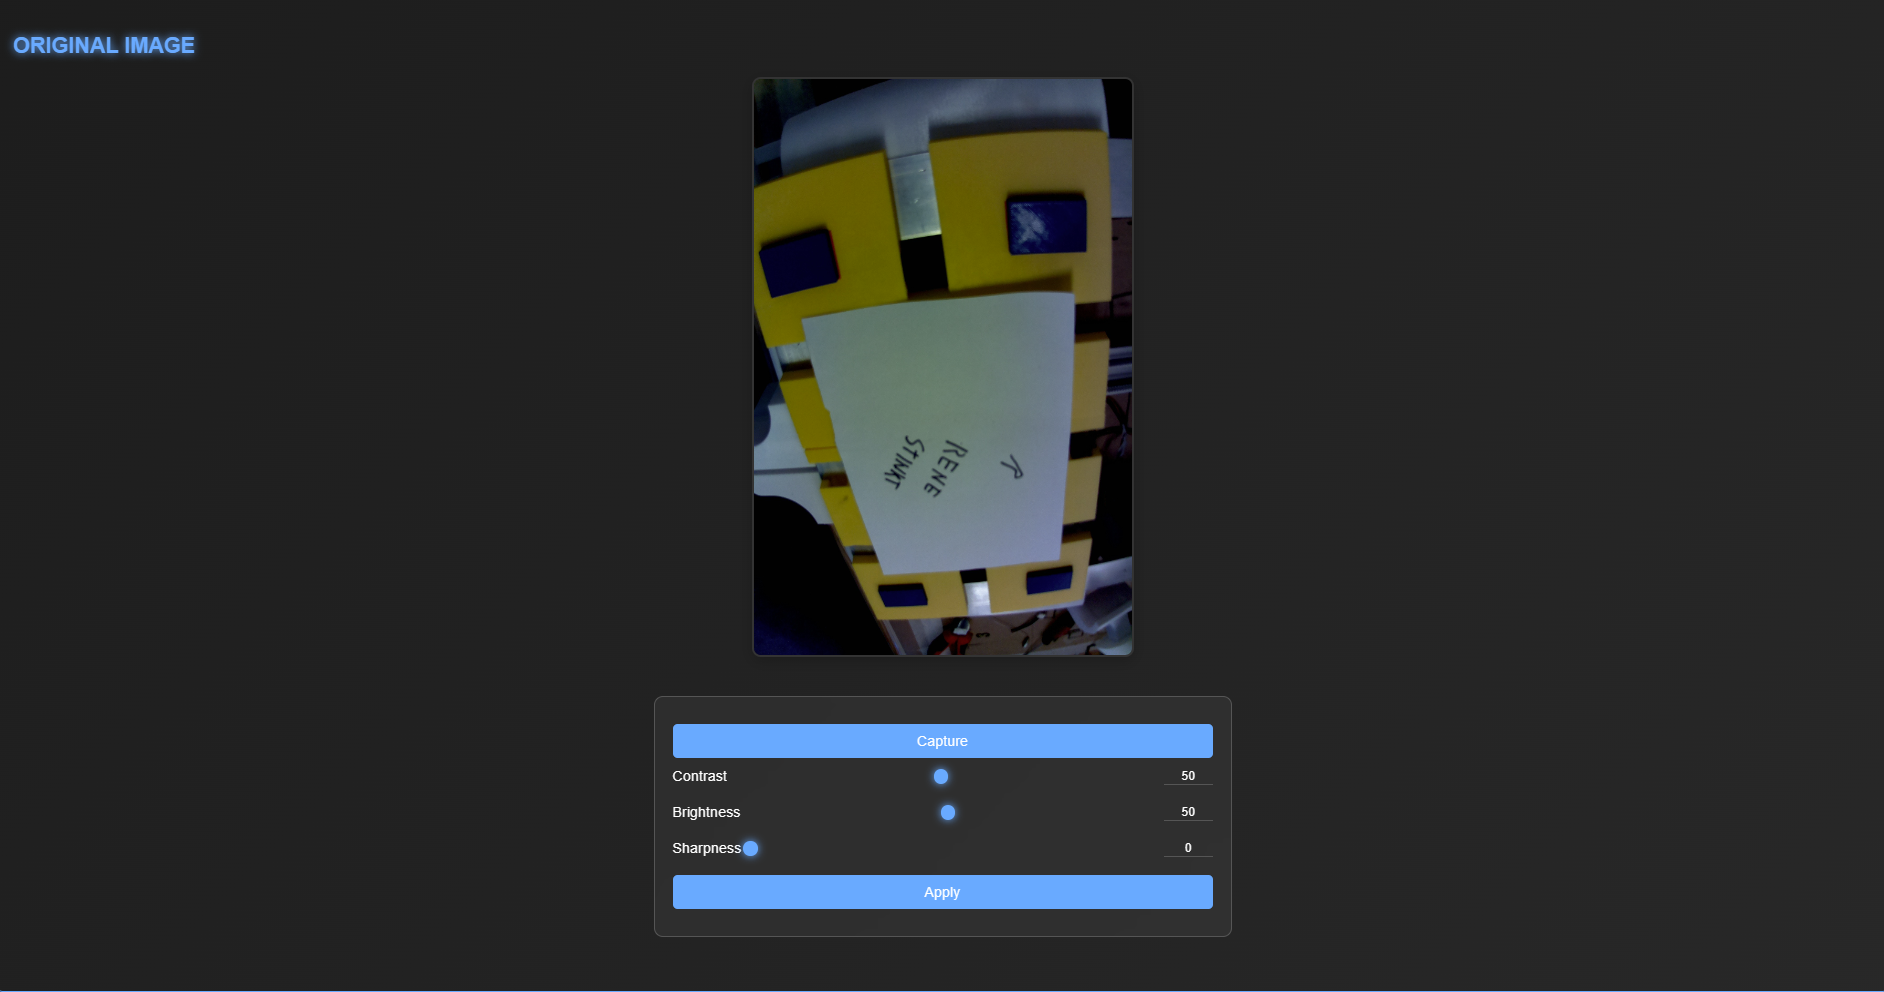 ORIGINAL IMAGE
RENE
STINKT
Capture
Contrast 50
Brightness 50
Sharpness 0
Apply